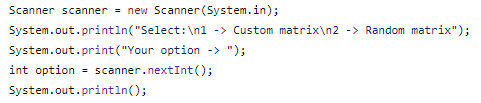 Scanner scanner = new Scanner(System.in);
System.out.println("Select:\n1 -> Custom matrix\n2 -> Random matrix");
System.out.print("Your option -> ");
int option = scanner.nextInt();
System.out.println();